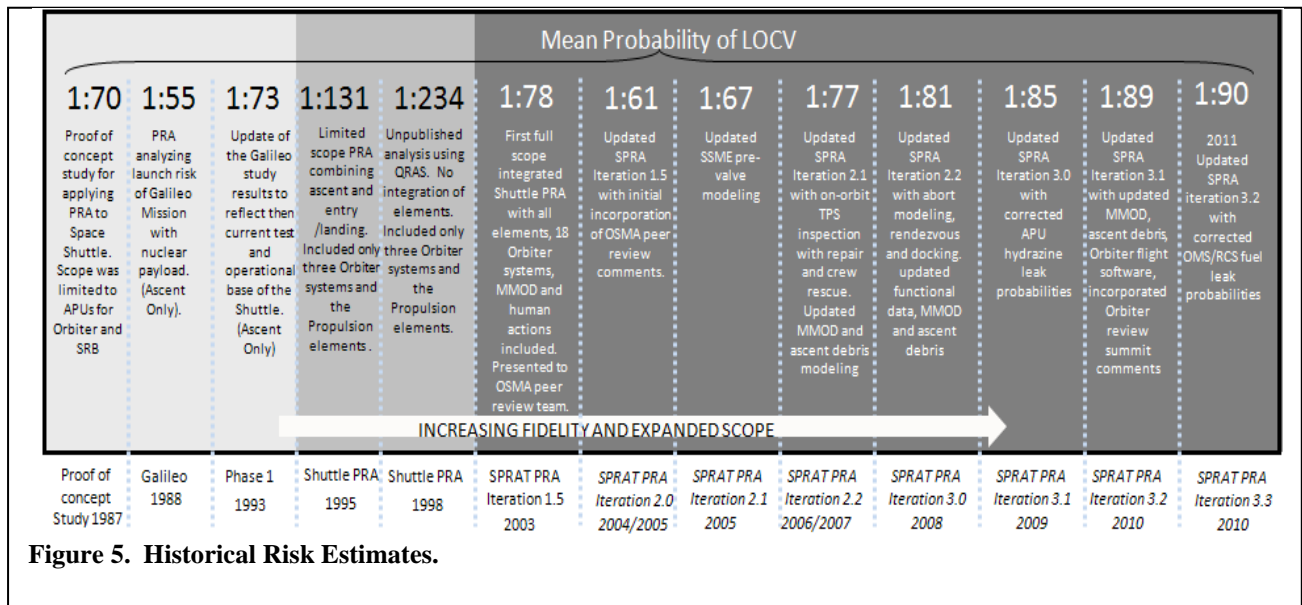 Mean Probability of LOCV
1:70
Proof of
concept
study for
applying
PRA to
Space
Shuttle.
Scope was
limited to
APUs for
Orbiter and
SRB
1:55
PRA
analyzing
launch risk
of Galileo
Mission
with
nuclear
payload.
(Ascent
Only).
1:73
Update of
the Galileo
study
results to
reflect then
current test
and
operational
base of the
Shuttle.
(Ascent
Only)
1:131
Limited
scope PRA
combining
ascent and
entry
/landing.
Included only
three Orbiter
systems and
the
Propulsion
elements.
1:234
Unpublished
analysis using
QRAS. No
integration of
elements.
Included only
three Orbiter
systems and
the
Propulsion
elements.
1:78
First full
scope
integrated
Shuttle PRA
with all
elements, 18
Orbiter
systems,
MMOD and
human
actions
included.
Presented to
OSMA peer
review team.
1:61
Updated
SPRA
Iteration 1.5
with initial
incorporation
of OSMA peer
review
comments.
1:67
Updated
SSME pre-
valve
modeling
1:77
Updated
SPRA
Iteration 2.1
with on-orbit
TPS
inspection
with repair
and crew
rescue.
Updated
MMOD and
ascent debris
modeling
1:81
Updated
SPRA
Iteration 2.2
with abort
modeling,
rendezvous
and docking.
updated
functional
data, MMOD
and ascent
debris
1:85
Updated
SPRA
Iteration 3.0
with
corrected
APU
hydrazine
leak
probabilities
1:89
Updated
SPRA
Iteration 3.1
with updated
MMOD,
ascent debris,
Orbiter flight
software,
incorporated
Orbiter
review
summit
comments
1:90
2011
Updated
SPRA
iteration 3.2
with
corrected
OMS/RCS fuel
leak
probabilities
INCREASING FIDELITY AND EXPANDED SCOPE
Proof of
concept
Study 1987
Galileo
1988
Phase 1
1993
Shuttle PRA
1995
Shuttle PRA
1998
SPRAT PRA
Iteration 1.5
2003
SPRAT PRA
Iteration 2.0
2004/2005
SPRAT PRA
Iteration 2.1
2005
SPRAT PRA
Iteration 2.2
2006/2007
SPRAT PRA
Iteration 3.0
2008
SPRAT PRA
Iteration 3.1
2009
SPRAT PRA
Iteration 3.2
2010
SPRAT PRA
Iteration 3.3
2010
Figure 5. Historical Risk Estimates.